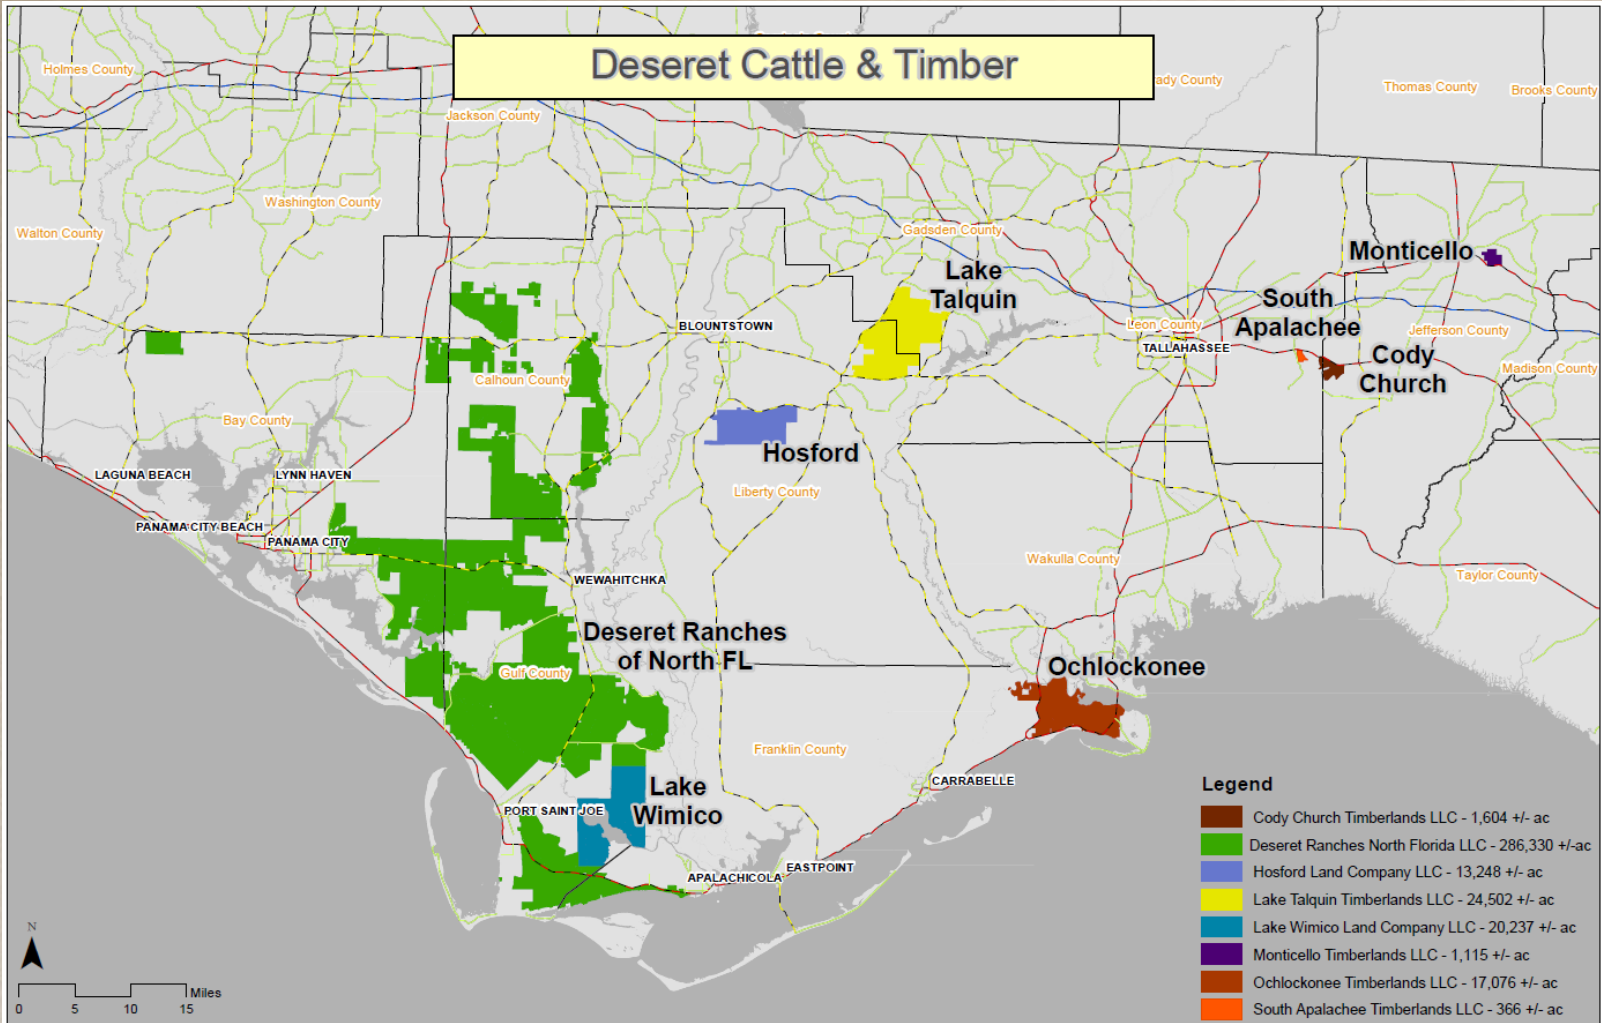 Deseret Cattle & Timber
Holmes County
Jackson County
ady County
Thomas County
Brooks County
Washington County
Walton County
Gadsden County
Monticello
Lake
Talquin
South
Apalachee
BLOUNTSTOWN
Leon County
TALLAHASSEE
Jefferson County
Cody
Church
Madison County
Calhoun County
Bay County
Hosford
LAGUNA BEACH
LYNN HAVEN
Liberty County
PANAMA CITY BEACH
PANAMA CITY
Wakulla County
WEWAHITCHKA
Taylor County
Deseret Ranches
of North FL
Gulf County
Ochlockonee
Franklin County
CARRABELLE
Lake
Wimico
PORT SAINT JOE
EASTPOINT
APALACHICOLA
Legend
Cody Church Timberlands LLC - 1,604 +/- ac
Deseret Ranches North Florida LLC - 286,330 +/-ac
Hosford Land Company LLC - 13,248 +/- ac
Lake Talquin Timberlands LLC - 24,502 +/- ac
Lake Wimico Land Company LLC - 20,237 +/- ac
Monticello Timberlands LLC - 1,115 +/- ac
Ochlockonee Timberlands LLC - 17,076 +/- ac
South Apalachee Timberlands LLC - 366 +/- ac
N
Miles
0 5 10 15